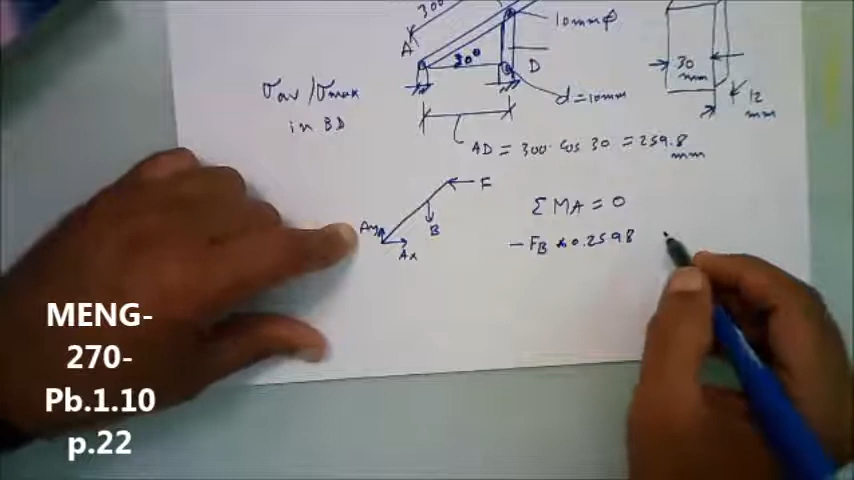 300
10mmφ
A
30°
D
d=10mm
30
mm
12
mm
σav/σmax
in BD
AD = 300 cos 30 = 259.8
mm
F
Ay
B
Ax
Σ MA = 0
- FB × 0.2598
MENG-
270-
Pb.1.10
p.22